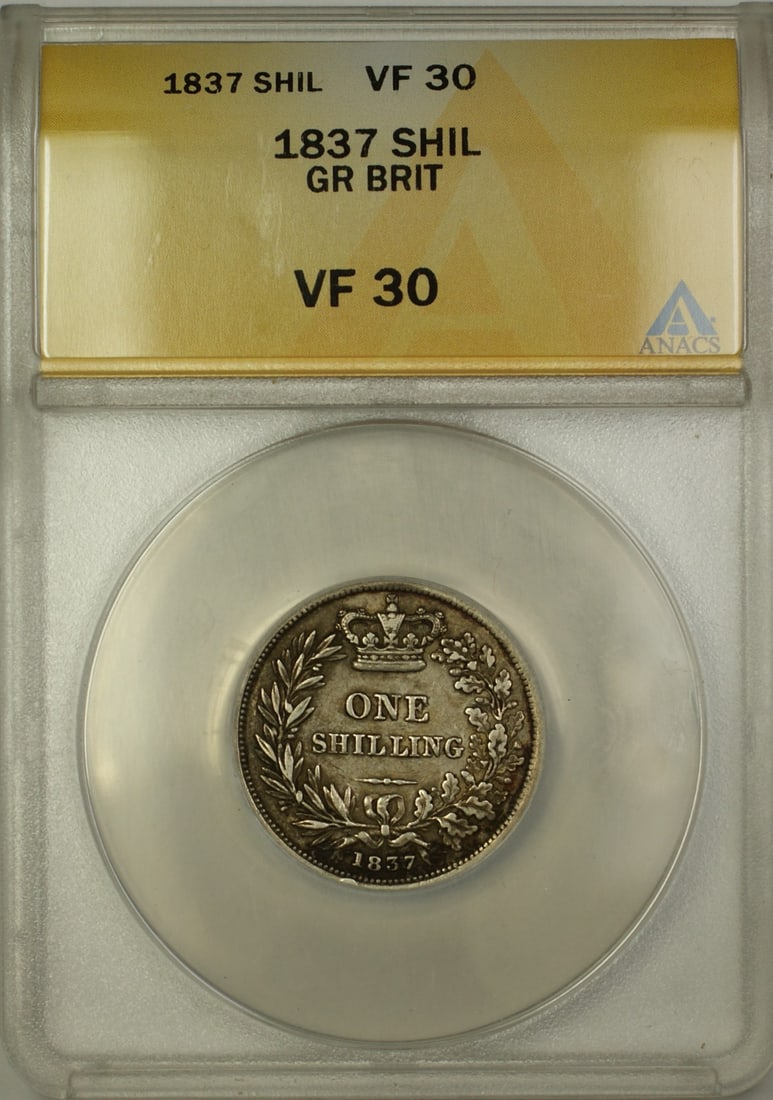 1837 SHIL VF 30
1837 SHIL
GR BRIT
VF 30
ANACS
ONE
SHILLING
1837